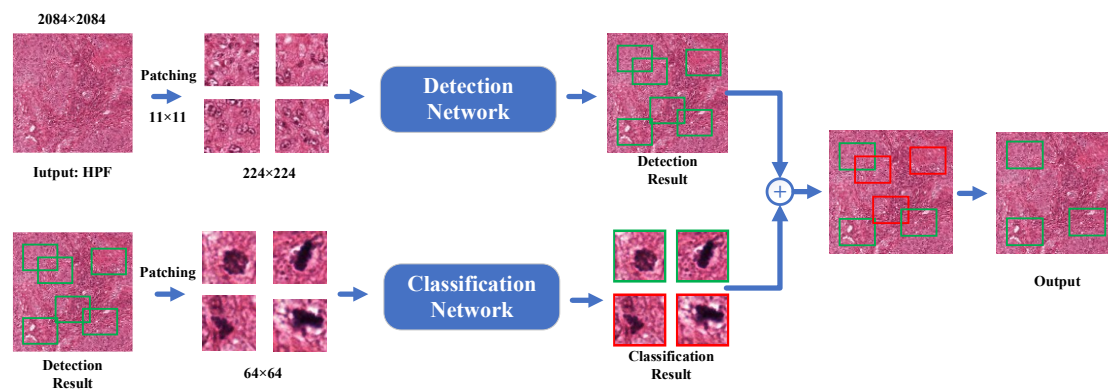 2084×2084
Patching
11×11
Iutput: HPF
224×224
Detection
Network
Detection
Result
+
Output
Detection
Result
Patching
64×64
Classification
Network
Classification
Result